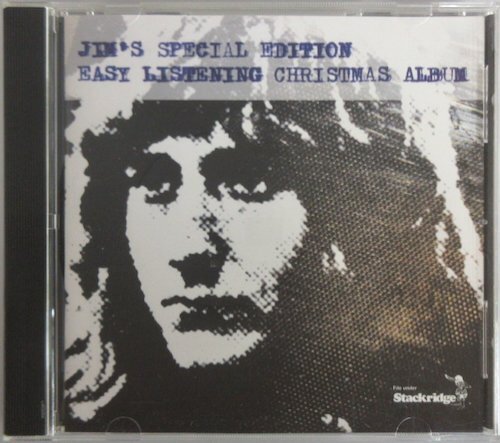 JIM'S SPECIAL EDITION
EASY LISTENING CHRISTMAS ALBUM
File under
Stackridge